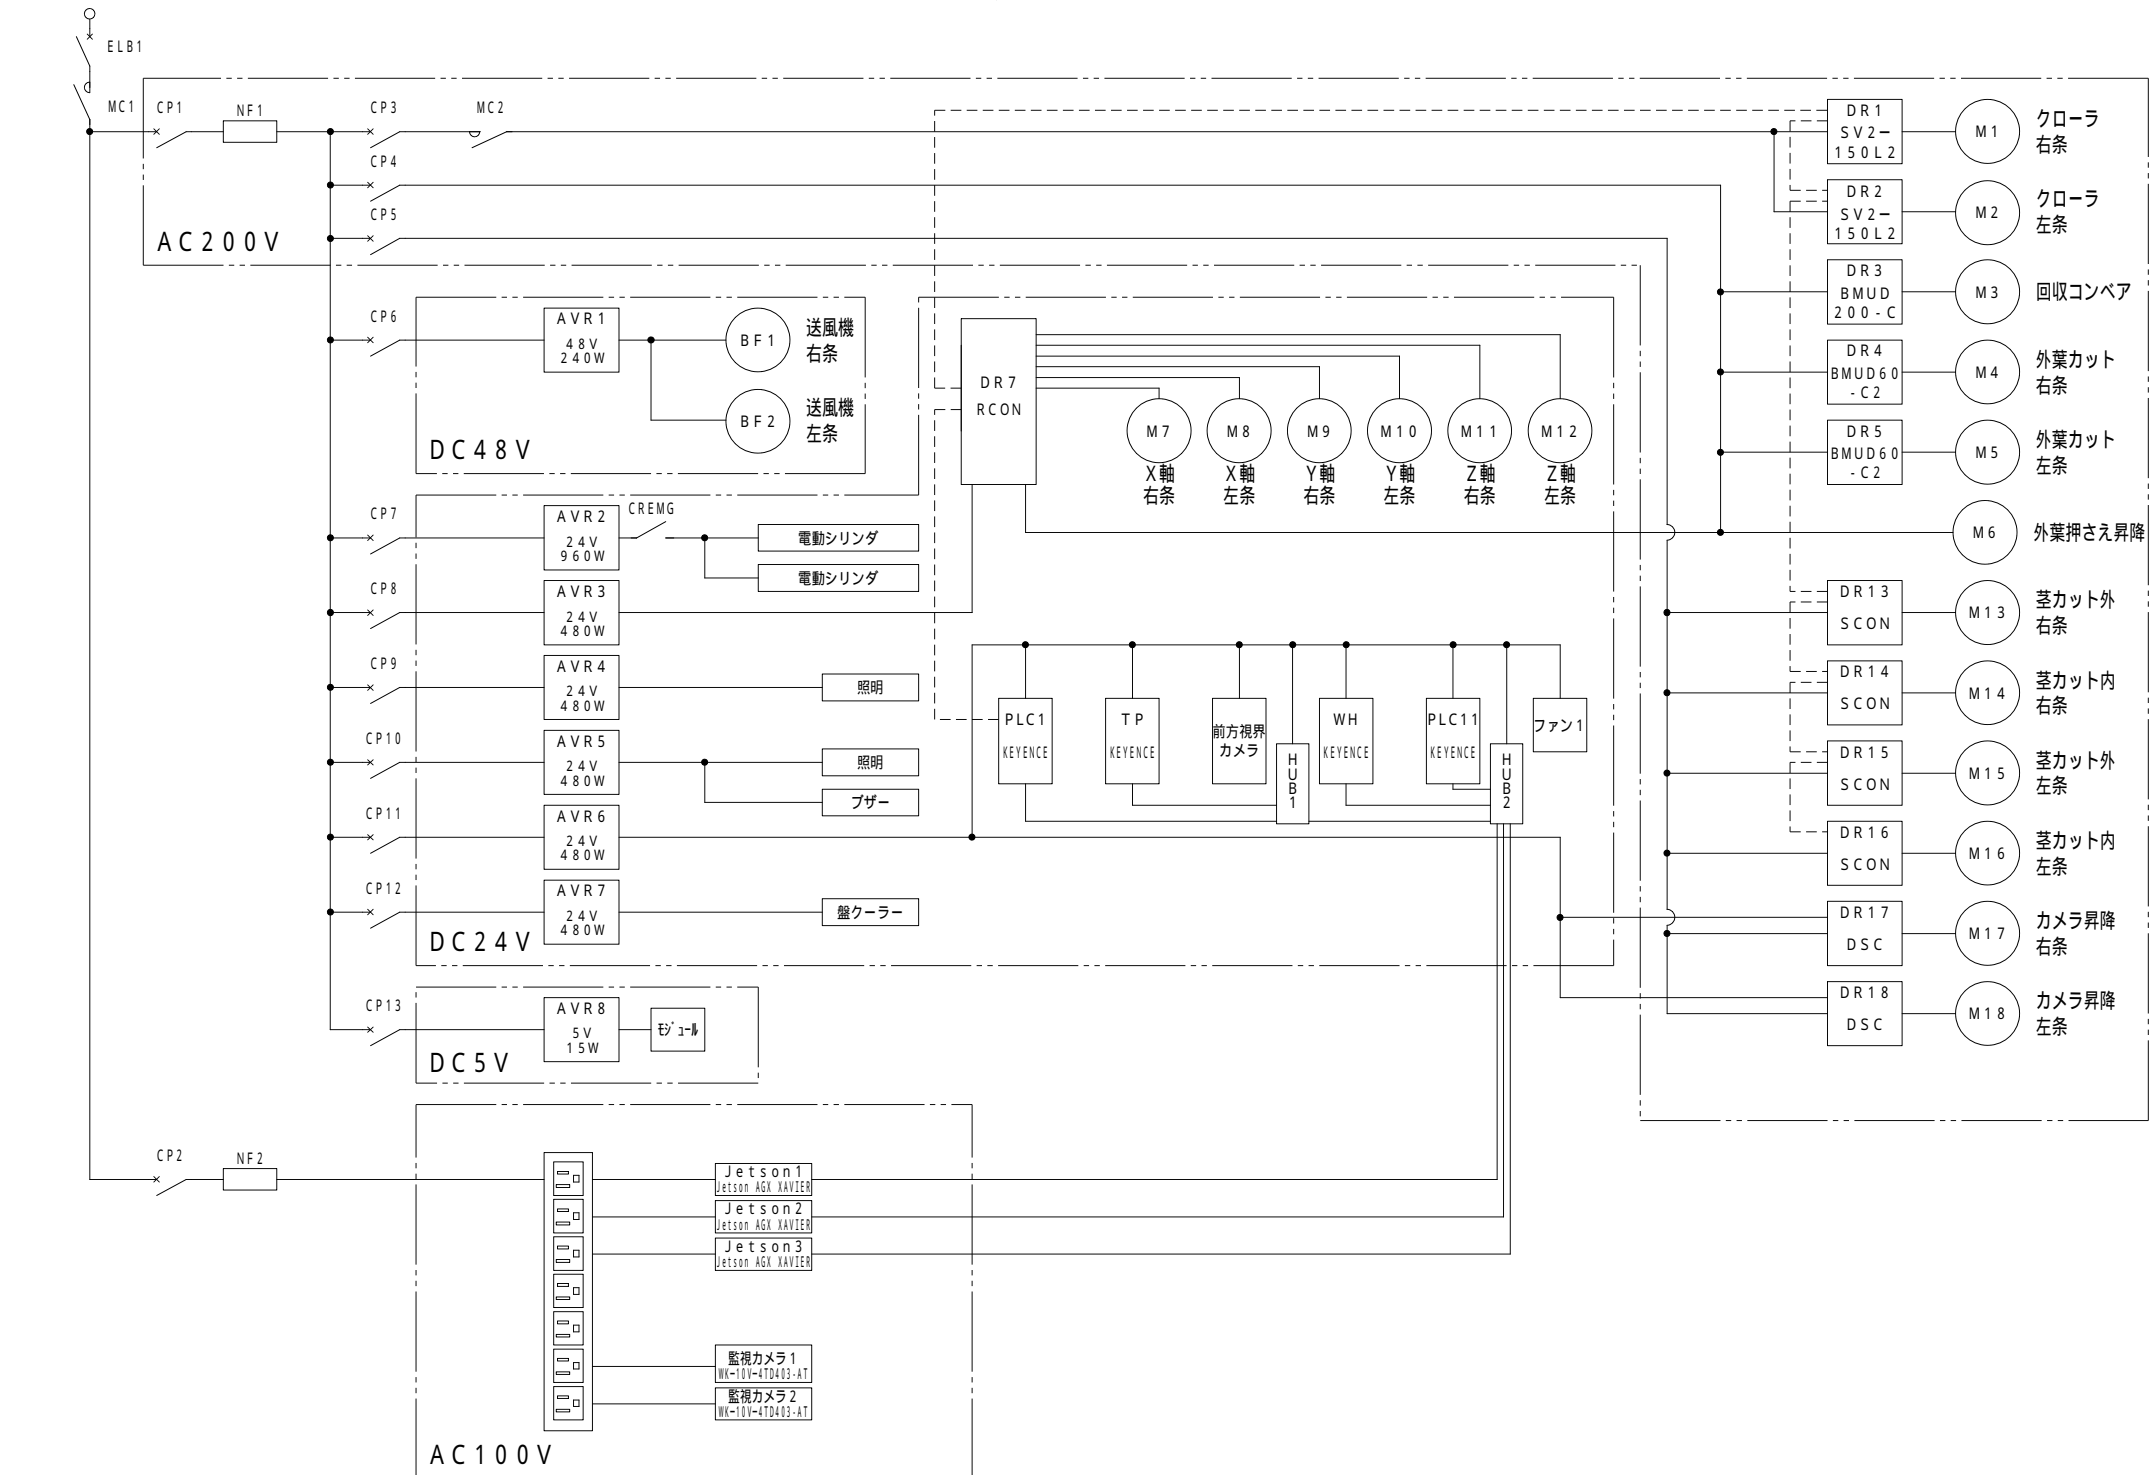 ELB1
MC1
CP1
NF1
CP3
MC2
CP4
CP5
AC200V
DR1
SV2-
150L2
M1
クローラ
右条
DR2
SV2-
150L2
M2
クローラ
左条
DR3
BMUD
200-C
M3
回収コンベア
DR4
BMUD60
-C2
M4
外葉カット
右条
DR5
BMUD60
-C2
M5
外葉カット
左条
M6
外葉押さえ昇降
DR13
SCON
M13
茎カット外
右条
DR14
SCON
M14
茎カット内
右条
DR15
SCON
M15
茎カット外
左条
DR16
SCON
M16
茎カット内
左条
DR17
DSC
M17
カメラ昇降
右条
DR18
DSC
M18
カメラ昇降
左条
CP6
AVR1
48V
240W
BF1
送風機
右条
BF2
送風機
左条
DC48V
DR7
RCON
M7
X軸
右条
M8
X軸
左条
M9
Y軸
右条
M10
Y軸
左条
M11
Z軸
右条
M12
Z軸
左条
CP7
AVR2
24V
960W
CREMG
電動シリンダ
電動シリンダ
CP8
AVR3
24V
480W
CP9
AVR4
24V
480W
照明
CP10
AVR5
24V
480W
照明
ブザー
CP11
AVR6
24V
480W
CP12
AVR7
24V
480W
盤クーラー
DC24V
PLC1
KEYENCE
TP
KEYENCE
前方視界
カメラ
HUB1
WH
KEYENCE
PLC11
KEYENCE
HUB2
ファン1
CP13
AVR8
5V
15W
ﾓｼﾞｭｰﾙ
DC5V
CP2
NF2
Jetson1
Jetson AGX XAVIER
Jetson2
Jetson AGX XAVIER
Jetson3
Jetson AGX XAVIER
監視カメラ1
WK-10V-4TD403-AT
監視カメラ2
WK-10V-4TD403-AT
AC100V